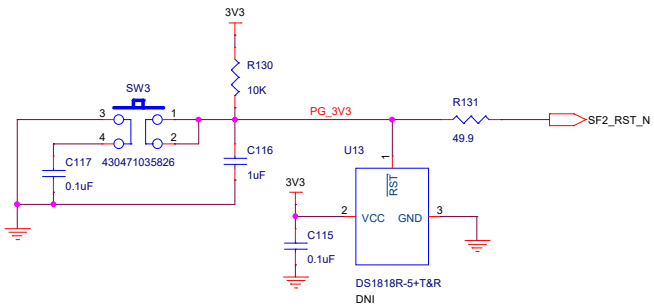 3V3
R130
10K
SW3
3
1
4
2
430471035826
C117
0.1uF
C116
1uF
PG_3V3
R131
49.9
SF2_RST_N
U13
1
RST
3V3
2
VCC
GND
3
C115
0.1uF
DS1818R-5+T&R
DNI